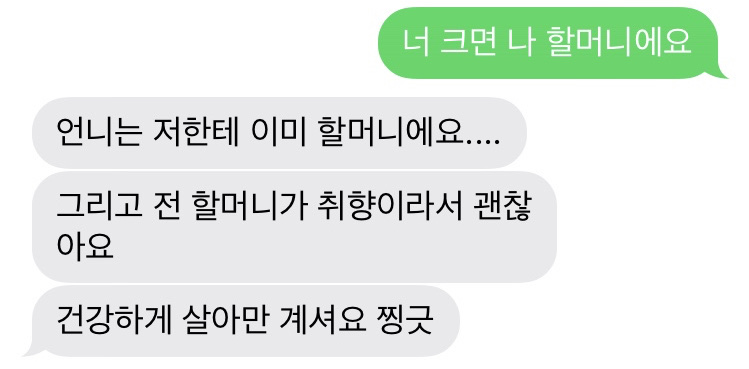 너 크면 나 할머니에요
언니는 저한테 이미 할머니에요....
그리고 전 할머니가 취향이라서 괜찮
아요
건강하게 살아만 계셔요 찡긋